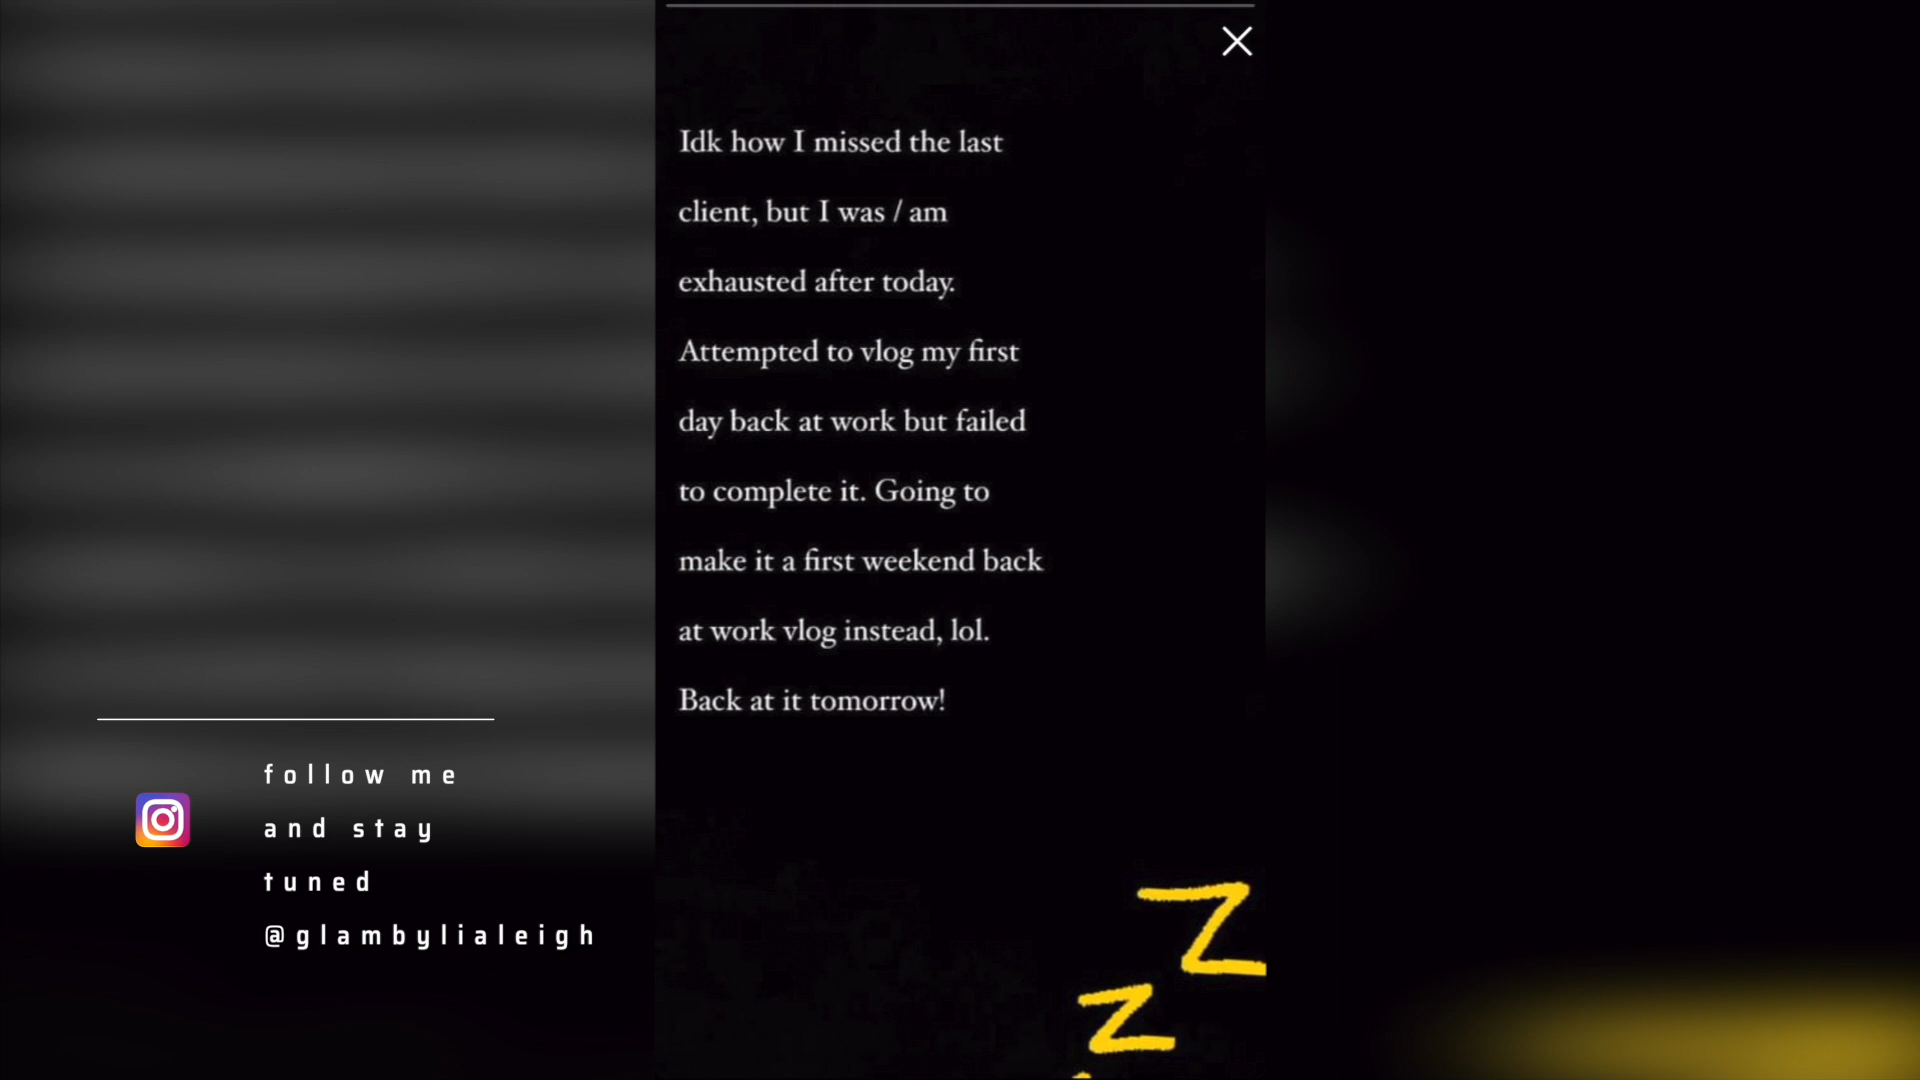 Idk how I missed the last
client, but I was / am
exhausted after today.
Attempted to vlog my first
day back at work but failed
to complete it. Going to
make it a first weekend back
at work vlog instead, lol.
Back at it tomorrow!
Z
Z
follow me
and stay
tuned
@glambylialeigh